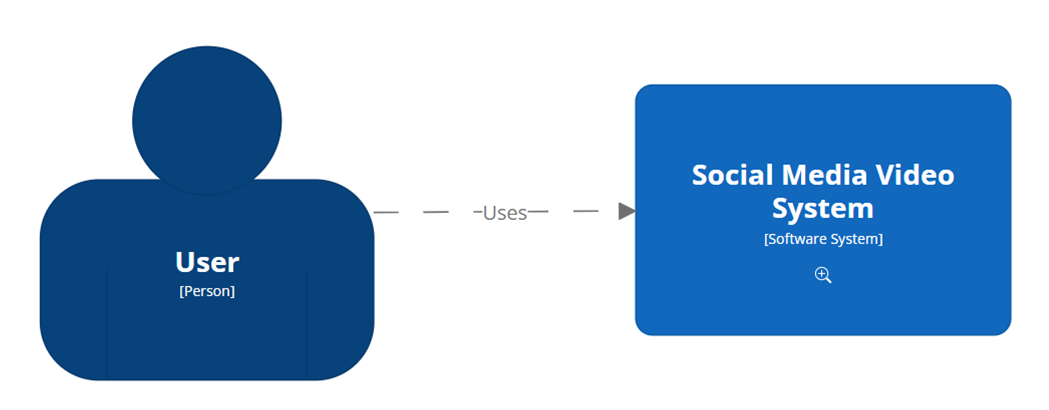 User
[Person]
Uses
Social Media Video
System
[Software System]